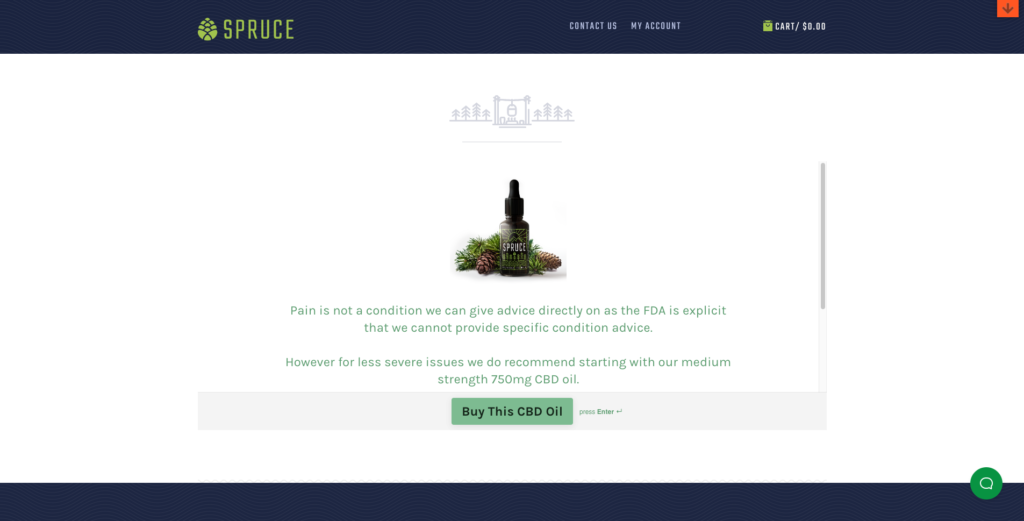 SPRUCE
CONTACT US MY ACCOUNT CART/ $0.00
SPRUCE
Pain is not a condition we can give advice directly on as the FDA is explicit
that we cannot provide specific condition advice.
However for less severe issues we do recommend starting with our medium
strength 750mg CBD oil.
Buy This CBD Oil press Enter ↵